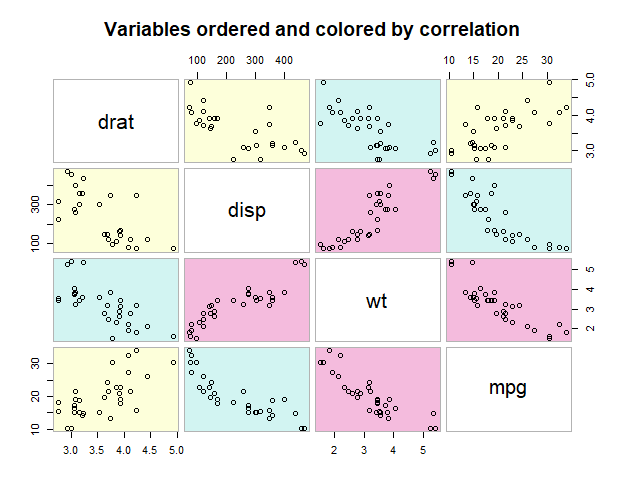 Variables ordered and colored by correlation
100 200 300 400
10 15 20 25 30
drat
3.0 4.0 5.0
100 300
disp
wt
2 3 4 5
10 20 30
mpg
3.0 3.5 4.0 4.5 5.0
2 3 4 5